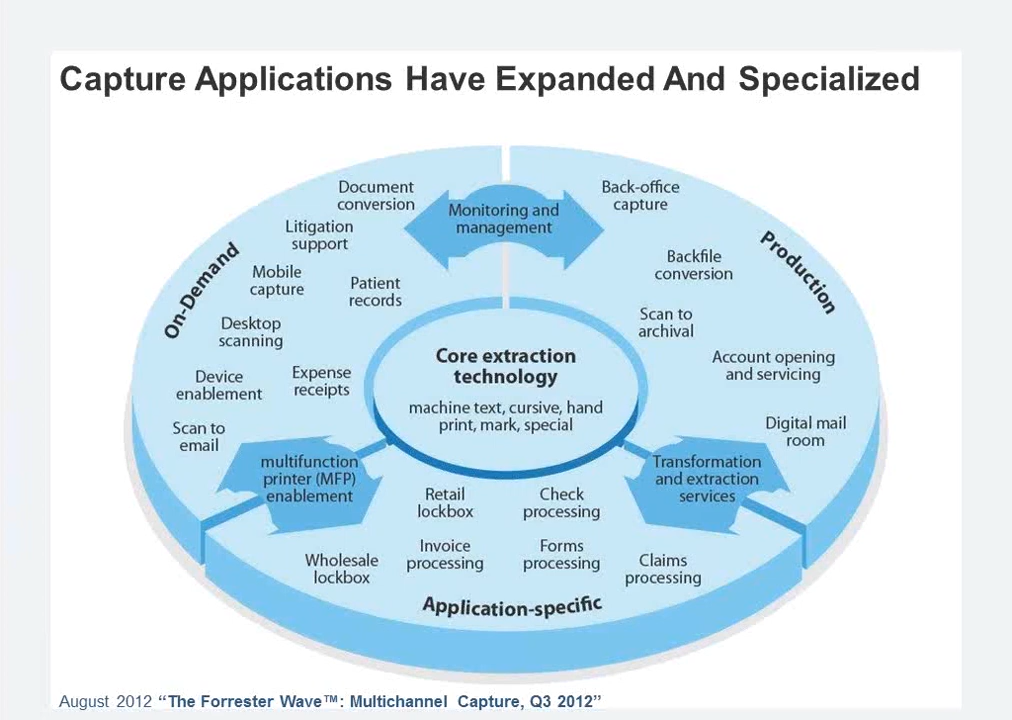 Capture Applications Have Expanded And Specialized
On-Demand
Document
conversion
Litigation
support
Mobile
capture
Patient
records
Desktop
scanning
Device
enablement
Expense
receipts
Scan to
email
Monitoring and
management
Production
Back-office
capture
Backfile
conversion
Scan to
archival
Account opening
and servicing
Digital mail
room
Core extraction
technology
machine text, cursive, hand
print, mark, special
multifunction
printer (MFP)
enablement
Transformation
and extraction
services
Retail
lockbox
Check
processing
Wholesale
lockbox
Invoice
processing
Forms
processing
Claims
processing
Application-specific
August 2012 “The Forrester Wave™: Multichannel Capture, Q3 2012”